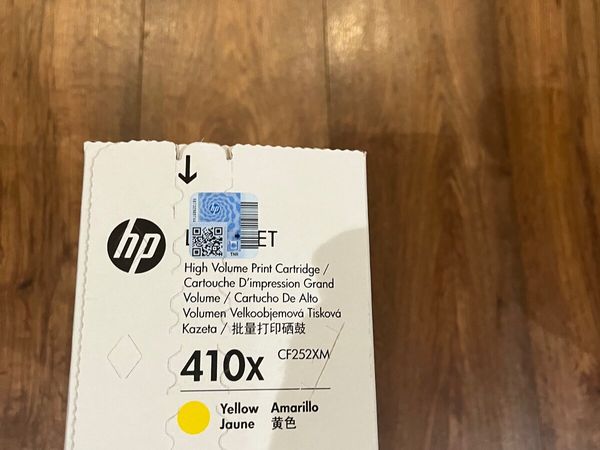 hp
ET
High Volume Print Cartridge /
Cartouche D'impression Grand
Volume / Cartucho De Alto
Volumen Velkoobjemová Tisková
Kazeta / 批量打印硒鼓
410x CF252XM
Yellow Amarillo
Jaune 黄色